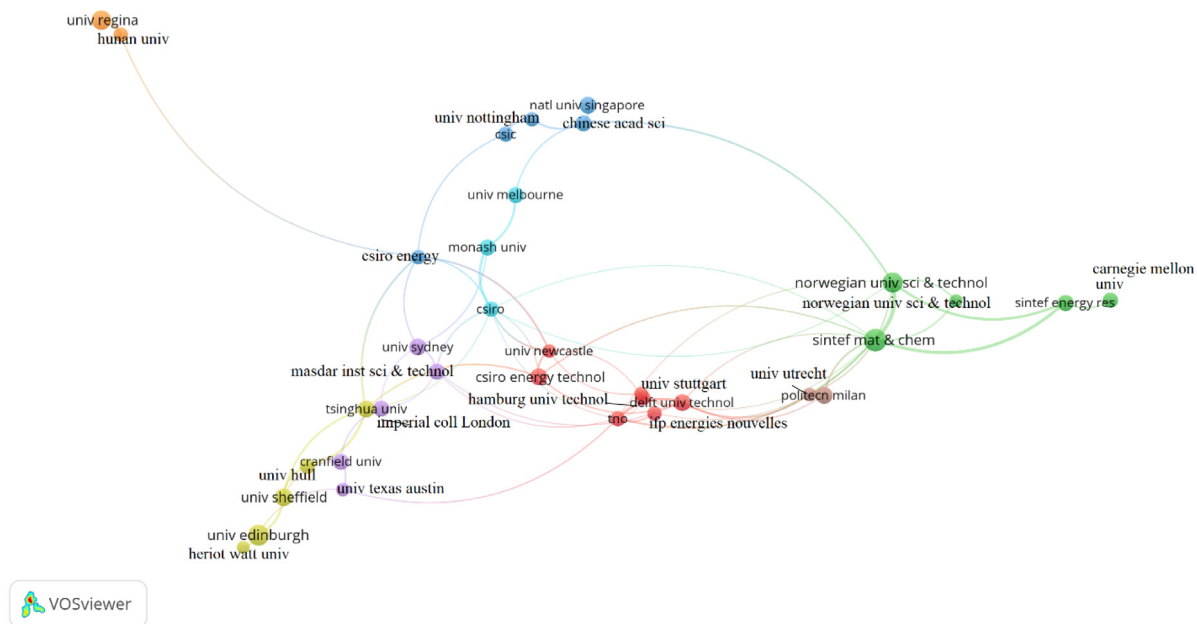 univ regina
hunan univ
natl univ singapore
univ nottingham
chinese acad sci
csic
univ melbourne
monash univ
csiro energy
carnegie mellon
univ
norwegian univ sci & technol
norwegian univ sci & technol
sintef energy res
csiro
sintef mat & chem
univ sydney
univ newcastle
masdar inst sci & technol
csiro energy technol
univ stuttgart
univ utrecht
hamburg univ technol
delft univ technol
politecn milan
tsinghua univ
imperial coll London
tno
ifp energies nouvelles
cranfield univ
univ hull
univ texas austin
univ sheffield
univ edinburgh
heriot watt univ
VOSviewer